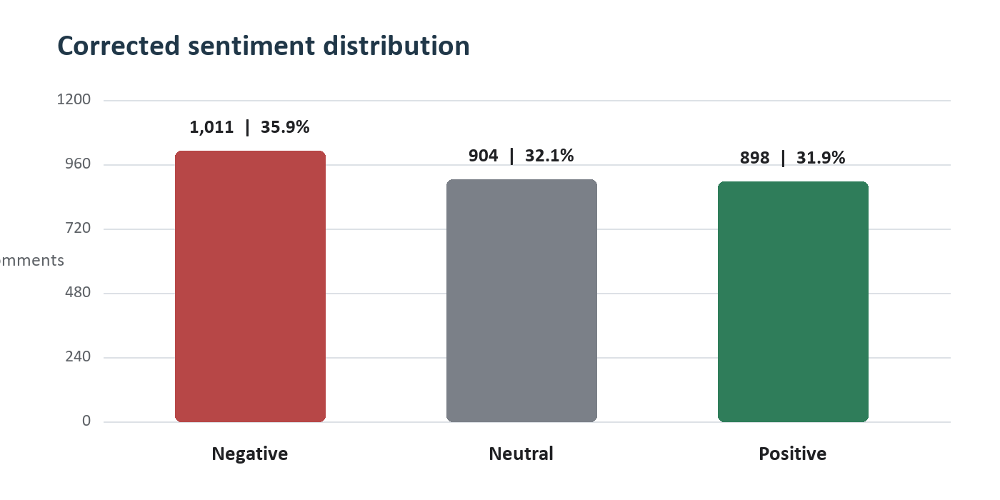 Corrected sentiment distribution
1200
1,011 | 35.9%
904 | 32.1%
898 | 31.9%
960
720
omments
480
240
0
Negative Neutral Positive